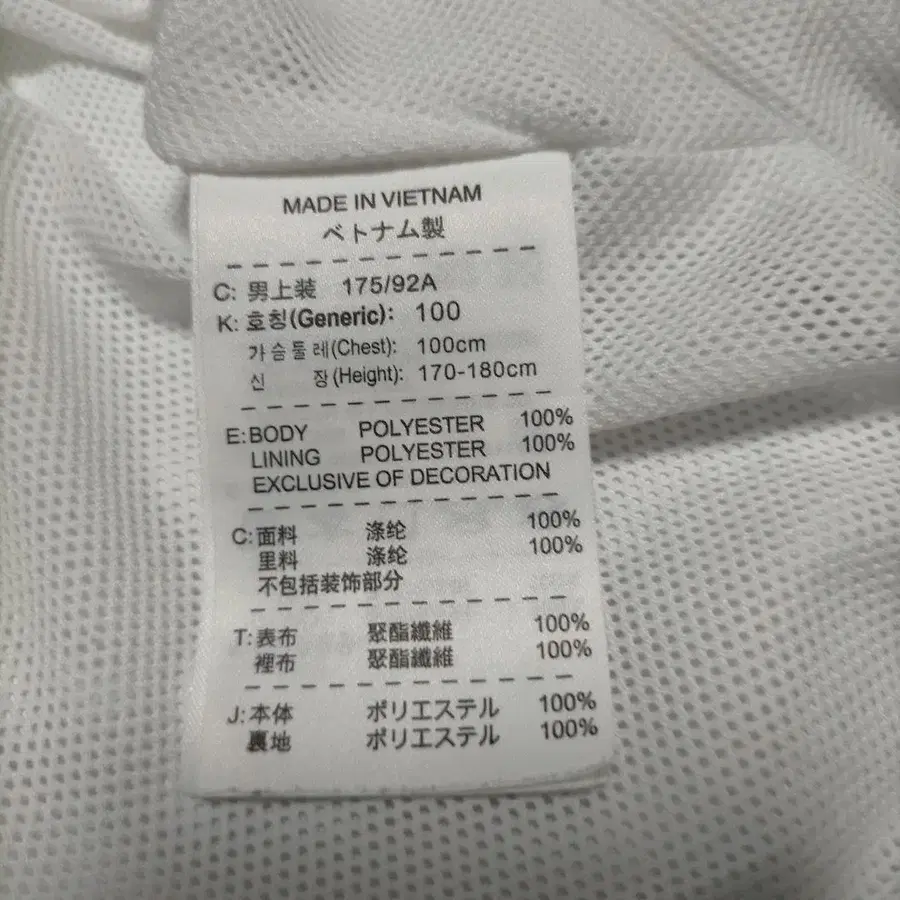 MADE IN VIETNAM
ベトナム製
C: 男上装 175/92A
K: 호칭(Generic): 100
가슴둘레(Chest): 100cm
신 장(Height): 170-180cm
E:BODY POLYESTER 100%
LINING POLYESTER 100%
EXCLUSIVE OF DECORATION
C:面料 涤纶 100%
里料 涤纶 100%
不包括装饰部分
T:表布 聚酯纖維 100%
裡布 聚酯纖維 100%
J:本体 ポリエステル 100%
裏地 ポリエステル 100%